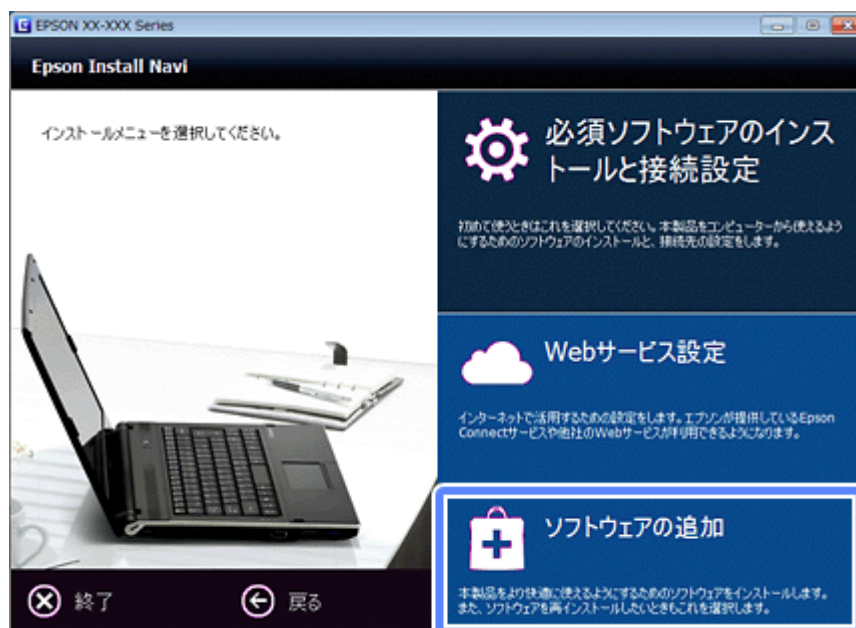 EPSON XX-XXX Series
Epson Install Navi
インストールメニューを選択してください。
必須ソフトウェアのインス
トールと接続設定
初めて使うときはこれを選択してください。本製品をコンピューターから使えるよう
にするためのソフトウェアのインストールと、接続先の設定をします。
Webサービス設定
インターネットで活用するための設定をします。エプソンが提供しているEpson
Connectサービスや他社のWebサービスが利用できるようになります。
ソフトウェアの追加
本製品をより快適に使えるようにするためのソフトウェアをインストールします。
また、ソフトウェアを再インストールしたいときもこれを選択します。
終了
戻る